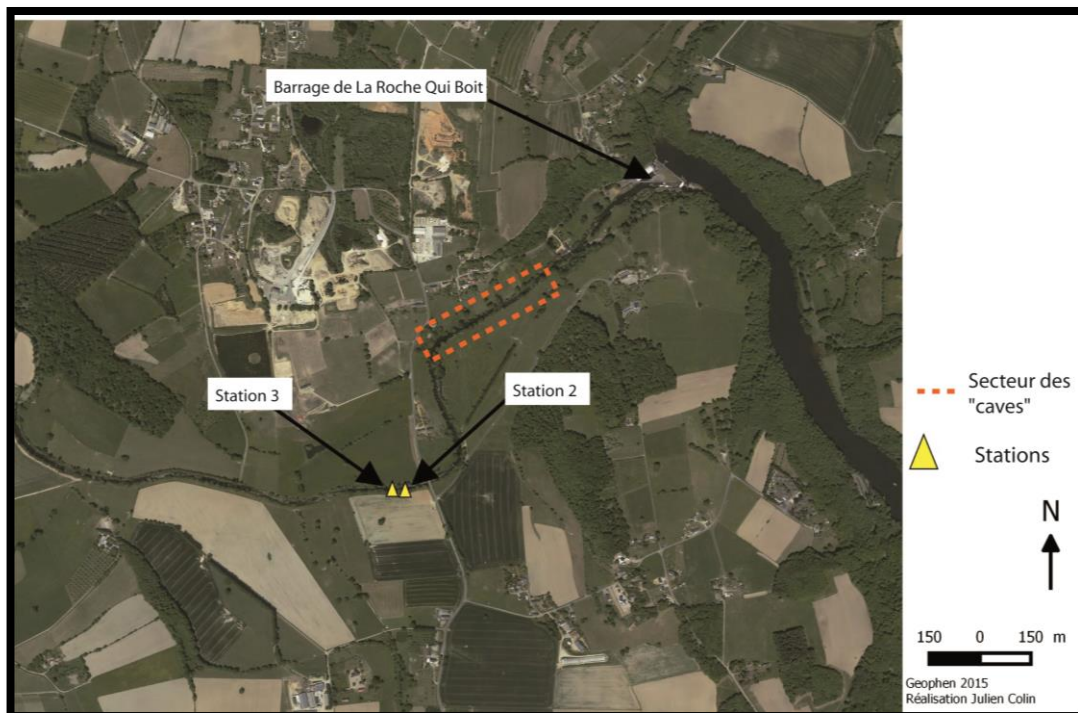 Barrage de La Roche Qui Boit
Station 3
Station 2
Secteur des
"caves"
Stations
N
150 0 150 m
Geophen 2015
Réalisation Julien Colin